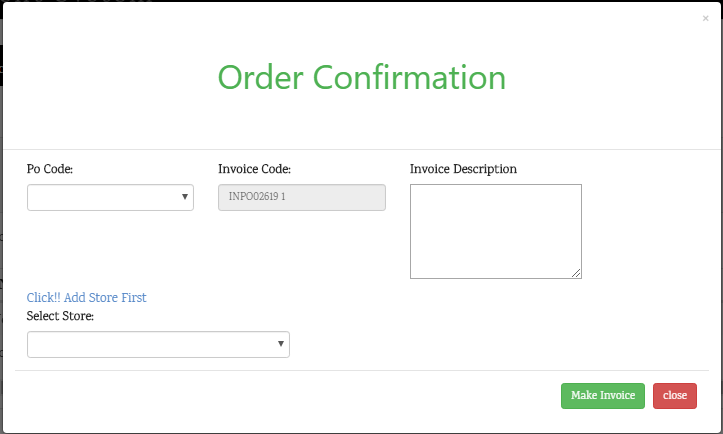 ×
Order Confirmation
Po Code:
Invoice Code:
Invoice Description
INPO02619 1
Click!! Add Store First
Select Store:
Make Invoice
close